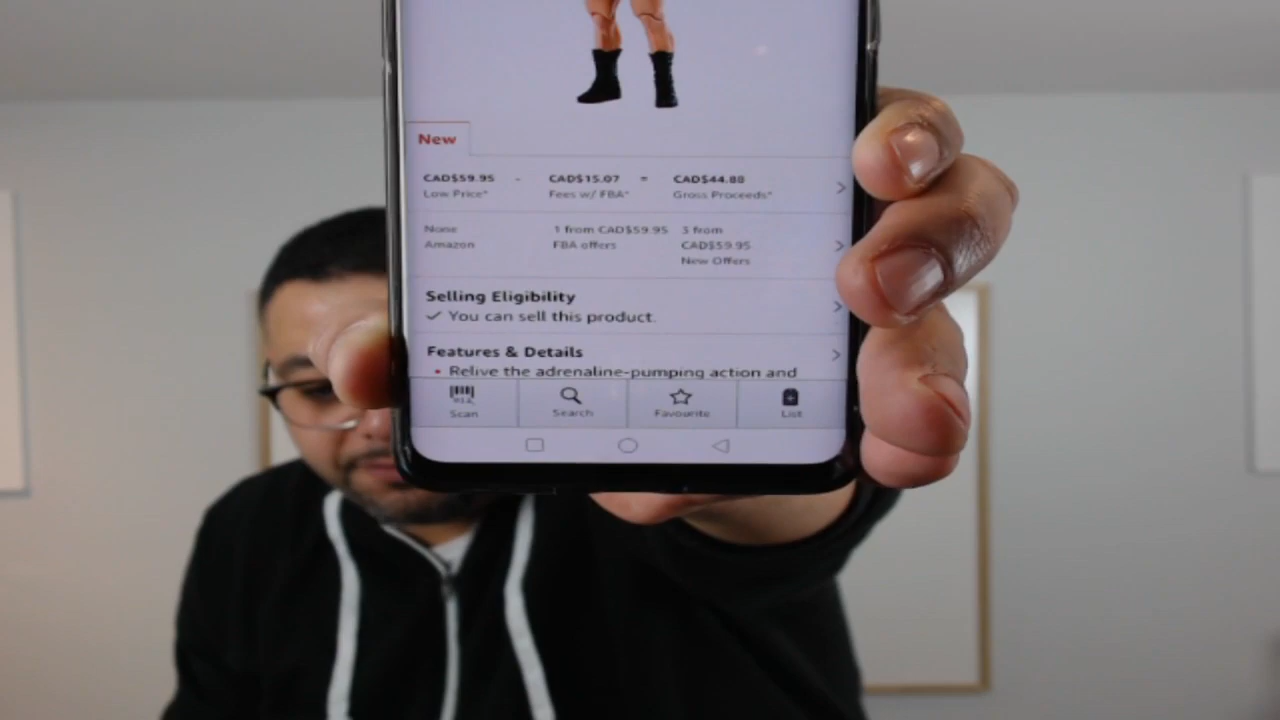 New
CAD$59.95 - CAD$15.07 = CAD$44.88
Low Price* Fees w/ FBA* Gross Proceeds*
None 1 from CAD$59.95 3 from
Amazon FBA offers CAD$59.95
New Offers
Selling Eligibility
✓ You can sell this product.
Features & Details
• Relive the adrenaline-pumping action and
Scan Search Favourite List